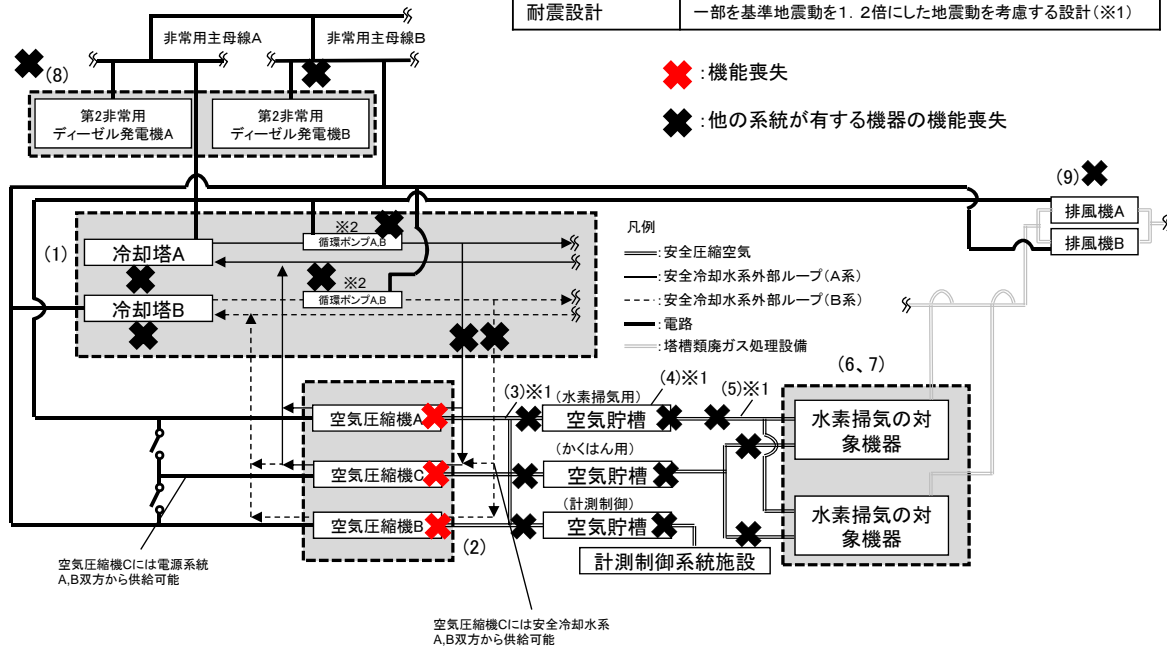 耐震設計
一部を基準地震動を1．2倍にした地震動を考慮する設計(※1)
非常用主母線A
非常用主母線B
(8)
第2非常用
ディーゼル発電機A
第2非常用
ディーゼル発電機B
:機能喪失
:他の系統が有する機器の機能喪失
(9)
排風機A
排風機B
(1)
冷却塔A
※2
循環ポンプA,B
冷却塔B
※2
循環ポンプA,B
凡例
:安全圧縮空気
:安全冷却水系外部ループ(A系)
:安全冷却水系外部ループ(B系)
:電路
:塔槽類廃ガス処理設備
(6、7)
空気圧縮機A
(3)※1
(水素掃気用)
空気貯槽
(4)※1
(5)※1
水素掃気の対
象機器
空気圧縮機C
(かくはん用)
空気貯槽
空気圧縮機B
(2)
(計測制御)
空気貯槽
水素掃気の対
象機器
計測制御系統施設
空気圧縮機Cには電源系統
A,B双方から供給可能
空気圧縮機Cには安全冷却水系
A,B双方から供給可能